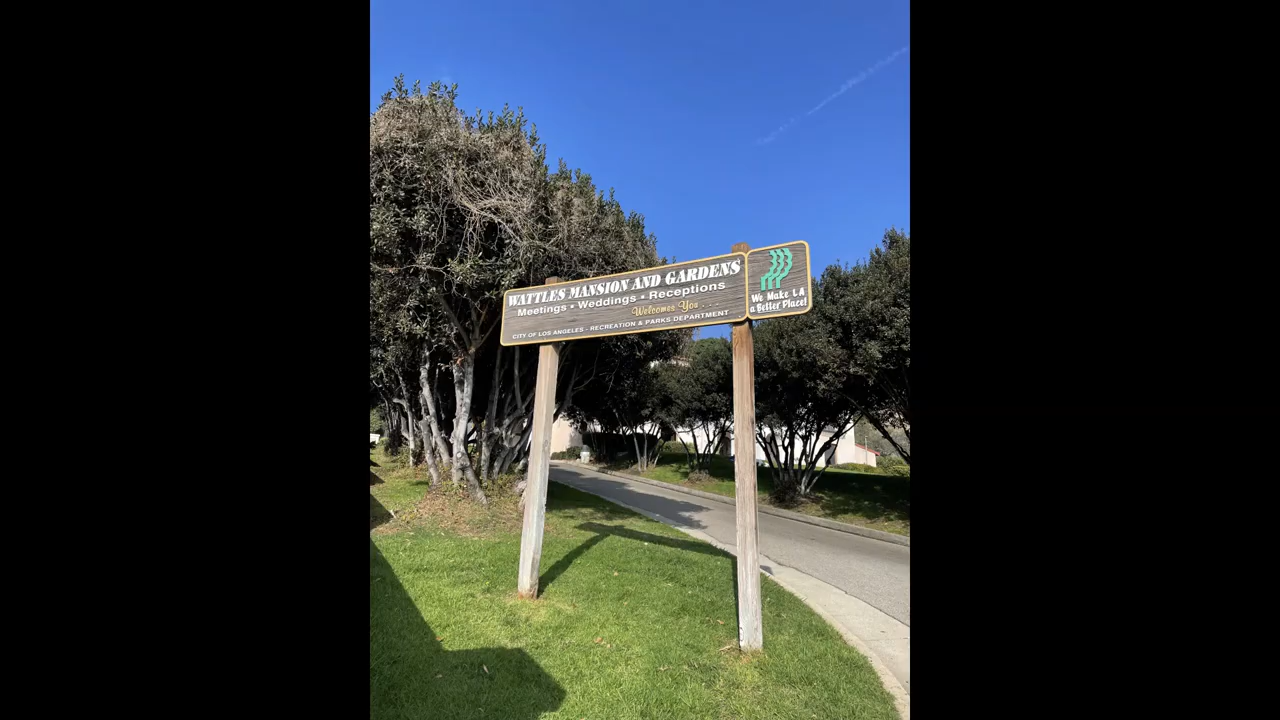 WATTLES MANSION AND GARDENS
Meetings • Weddings • Receptions
Welcomes You . . . .
CITY OF LOS ANGELES - RECREATION & PARKS DEPARTMENT
We Make LA
a Better Place!